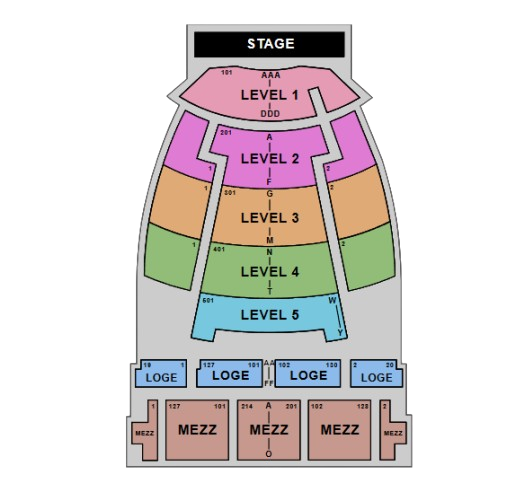 STAGE
101 AAA
LEVEL 1
DDD
201 A
LEVEL 2
1 F 2
1 301 G 2
LEVEL 3
M
1 401 N 2
LEVEL 4
T
501 W
LEVEL 5
Y
19 1 127 101 AA 102 2 20
LOGE LOGE FF LOGE LOGE
1 127 101 214 A 201 102 128 2
MEZZ MEZZ MEZZ MEZZ MEZZ
O